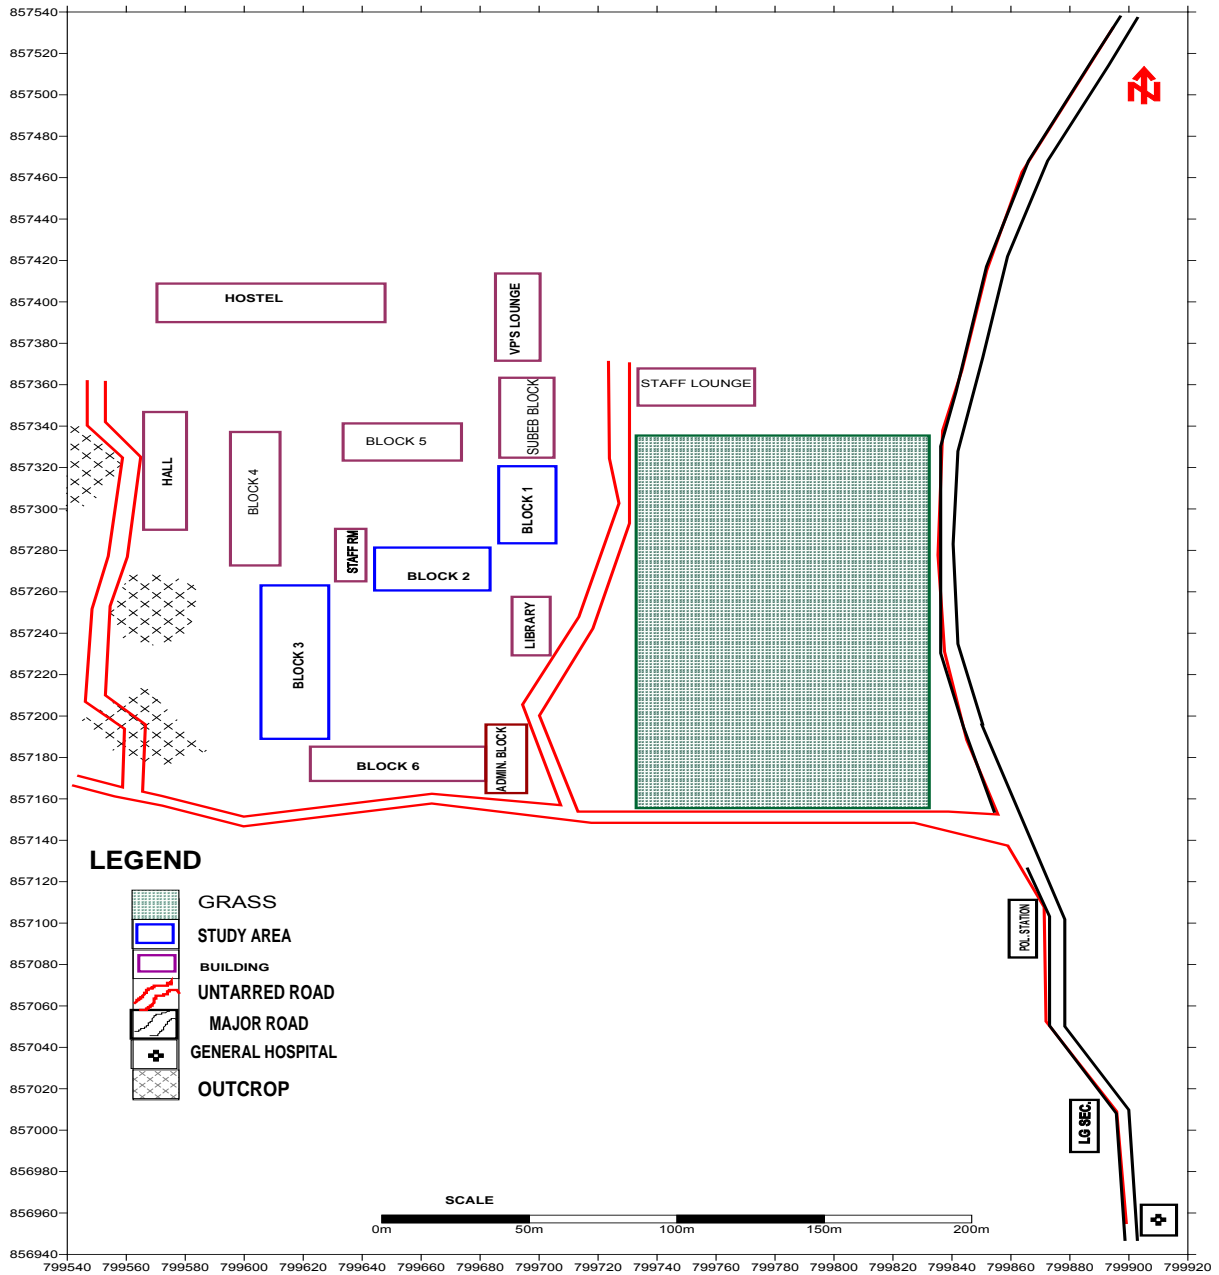 857540
857520
857500
N
857480
857460
857440
857420
857400
HOSTEL
VP'S LOUNGE
857380
857360
STAFF LOUNGE
SUBEB BLOCK
857340
BLOCK 5
857320
HALL
BLOCK 4
BLOCK 1
857300
857280
STAFF RM
BLOCK 2
857260
LIBRARY
857240
BLOCK 3
857220
857200
857180
BLOCK 6
ADMIN. BLOCK
857160
857140
LEGEND
857120
GRASS
857100
STUDY AREA
POL. STATION
857080
BUILDING
857060
UNTARRED ROAD
MAJOR ROAD
857040
GENERAL HOSPITAL
857020
OUTCROP
857000
LG SEC.
856980
856960
SCALE
0m 50m 100m 150m 200m
856940
799540 799560 799580 799600 799620 799640 799660 799680 799700 799720 799740 799760 799780 799800 799820 799840 799860 799880 799900 799920